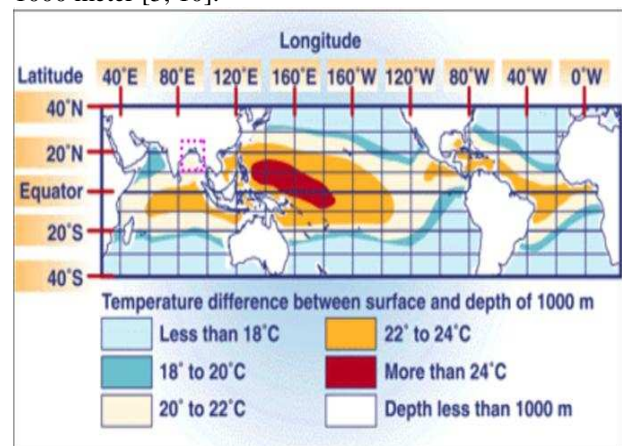 1000 meter [5, 10].
Longitude
Latitude 40°E 80°E 120°E 160°E 160°W 120°W 80°W 40°W 0°W
40°N
20°N
Equator
20°S
40°S
Temperature difference between surface and depth of 1000 m
Less than 18°C
22° to 24°C
18° to 20°C
More than 24°C
20° to 22°C
Depth less than 1000 m